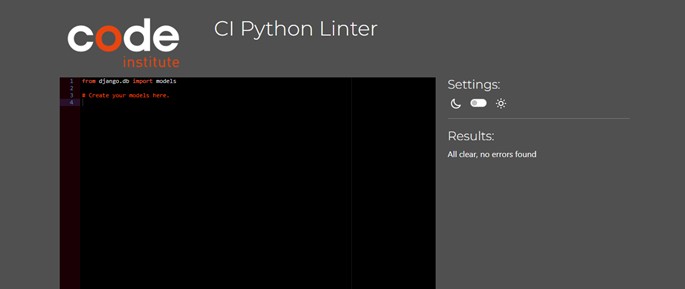 code
institute
CI Python Linter
1 from django.db import models
2
3 # Create your models here.
4
Settings:
Results:
All clear, no errors found